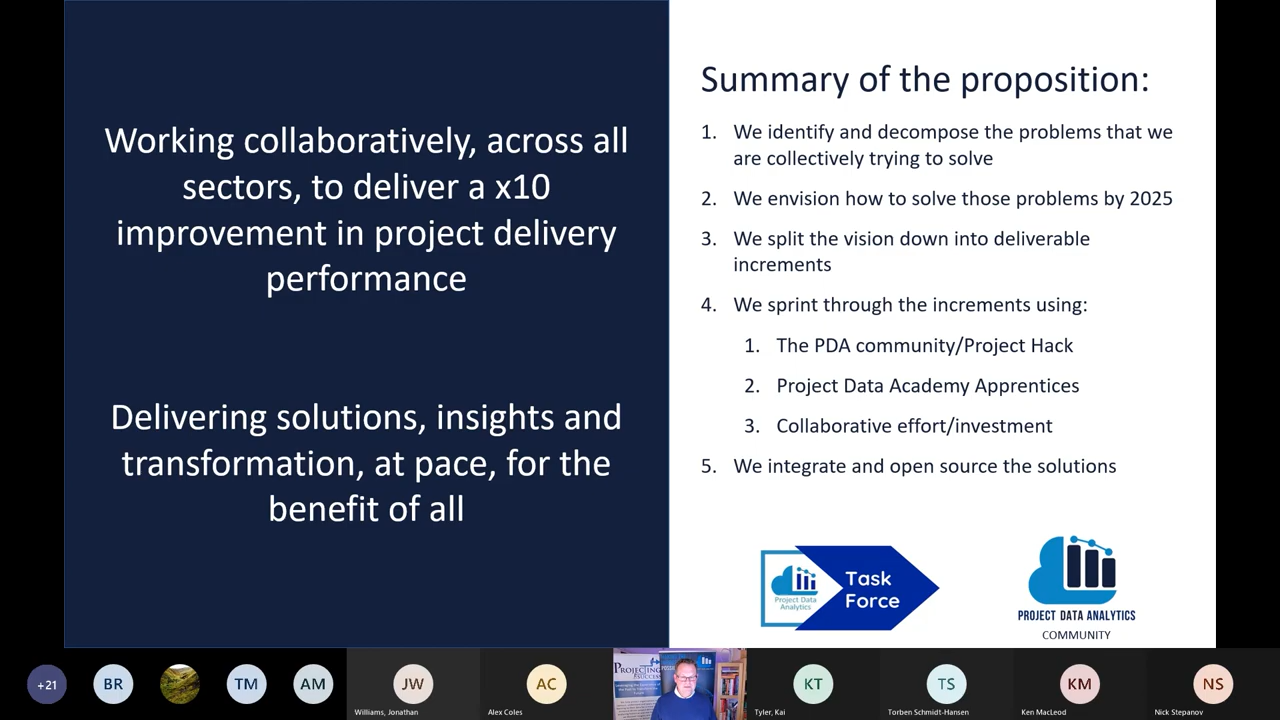 Working collaboratively, across all
sectors, to deliver a x10
improvement in project delivery
performance
Delivering solutions, insights and
transformation, at pace, for the
benefit of all
Summary of the proposition:
1. We identify and decompose the problems that we
are collectively trying to solve
2. We envision how to solve those problems by 2025
3. We split the vision down into deliverable
increments
4. We sprint through the increments using:
1. The PDA community/Project Hack
2. Project Data Academy Apprentices
3. Collaborative effort/investment
5. We integrate and open source the solutions
Project Data
Analytics
Task
Force
PROJECT DATA ANALYTICS
COMMUNITY
+21
BR
TM
AM
JW
Williams, Jonathan
AC
Alex Coles
PROJECTING
SUCCESS
KT
Tyler, Kai
TS
Torben Schmidt-Hansen
KM
Ken MacLeod
NS
Nick Stepanov